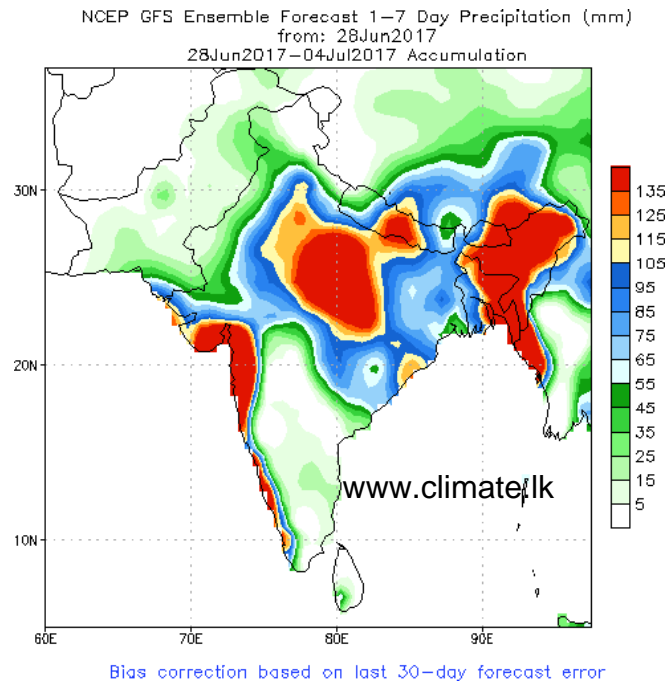 NCEP GFS Ensemble Forecast 1-7 Day Precipitation (mm)
from: 28Jun2017
28Jun2017-04Jul2017 Accumulation
30N
20N
10N
60E
70E
80E
90E
135
125
115
105
95
85
75
65
55
45
35
25
15
5
www.climate.lk
Bias correction based on last 30-day forecast error